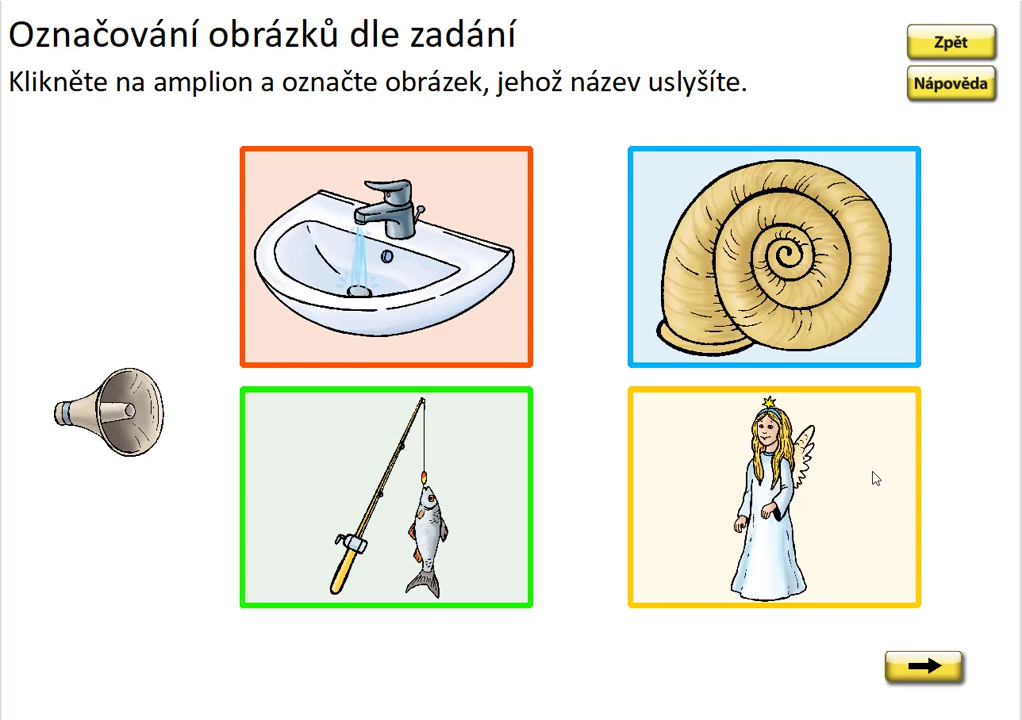 Označování obrázků dle zadání
Klikněte na amplion a označte obrázek, jehož název uslyšíte.
Zpět
Nápověda